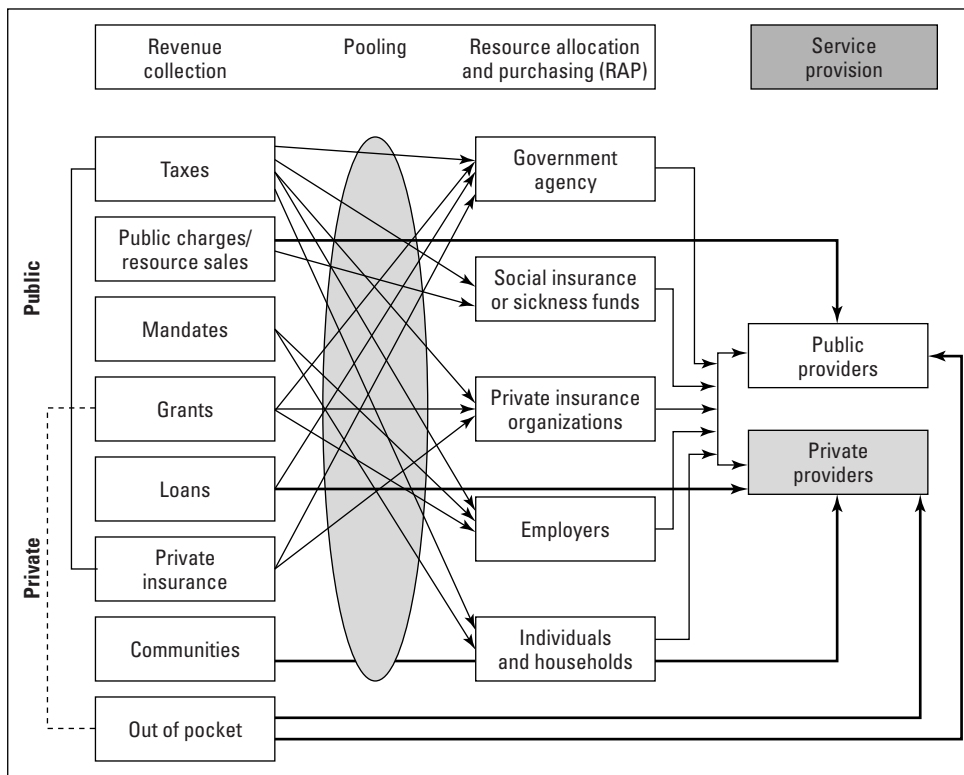 Revenue
collection
Pooling
Resource allocation
and purchasing (RAP)
Service
provision
Public
Private
Taxes
Public charges/
resource sales
Mandates
Grants
Loans
Private
insurance
Communities
Out of pocket
Government
agency
Social insurance
or sickness funds
Private insurance
organizations
Employers
Individuals
and households
Public
providers
Private
providers